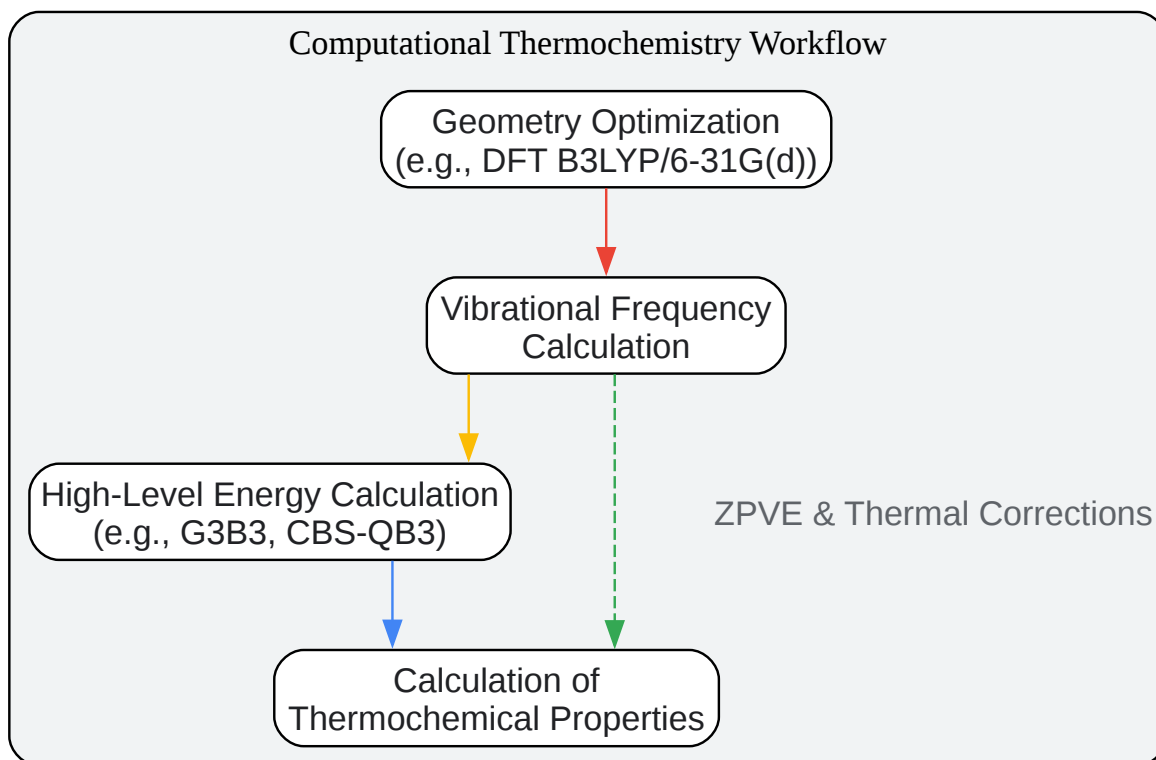 Computational Thermochemistry Workflow
Geometry Optimization
(e.g., DFT B3LYP/6-31G(d))
Vibrational Frequency
Calculation
High-Level Energy Calculation
(e.g., G3B3, CBS-QB3)
ZPVE & Thermal Corrections
Calculation of
Thermochemical Properties